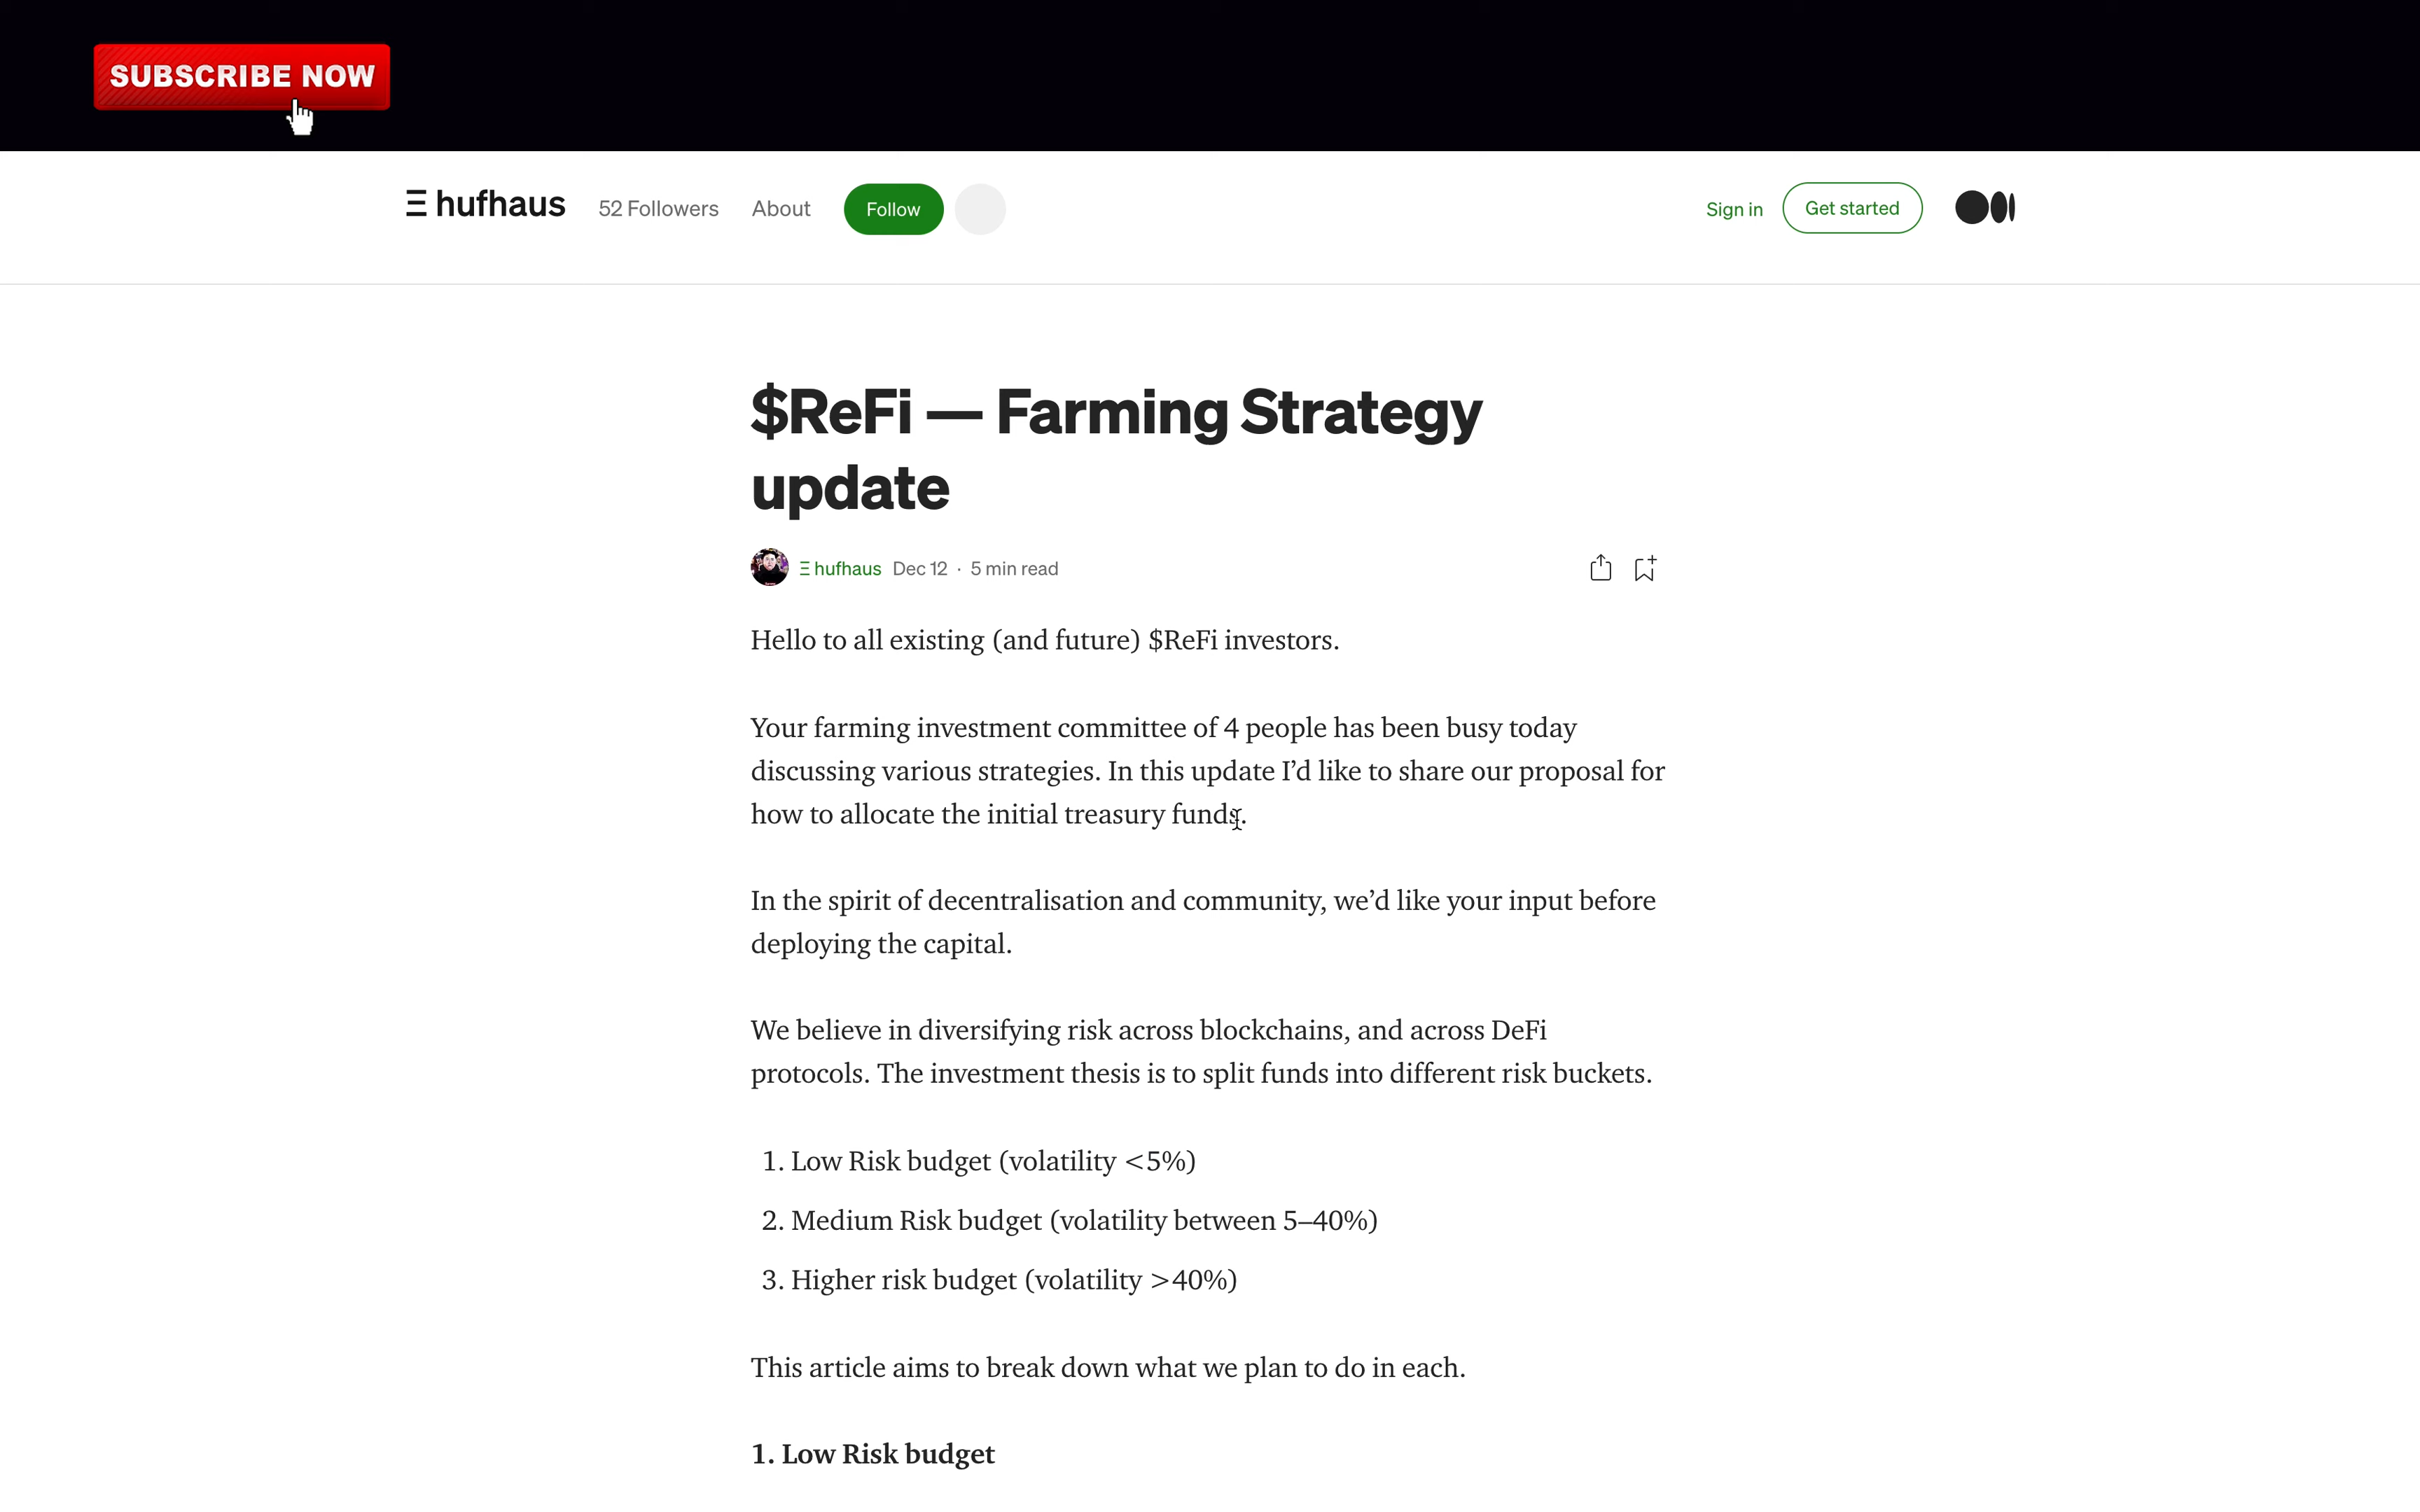 SUBSCRIBE NOW
Ξ hufhaus 52 Followers About Follow Sign in Get started
$ReFi — Farming Strategy
update
Ξ hufhaus Dec 12 · 5 min read
Hello to all existing (and future) $ReFi investors.
Your farming investment committee of 4 people has been busy today
discussing various strategies. In this update I’d like to share our proposal for
how to allocate the initial treasury funds.
In the spirit of decentralisation and community, we’d like your input before
deploying the capital.
We believe in diversifying risk across blockchains, and across DeFi
protocols. The investment thesis is to split funds into different risk buckets.
1. Low Risk budget (volatility <5%)
2. Medium Risk budget (volatility between 5–40%)
3. Higher risk budget (volatility >40%)
This article aims to break down what we plan to do in each.
1. Low Risk budget